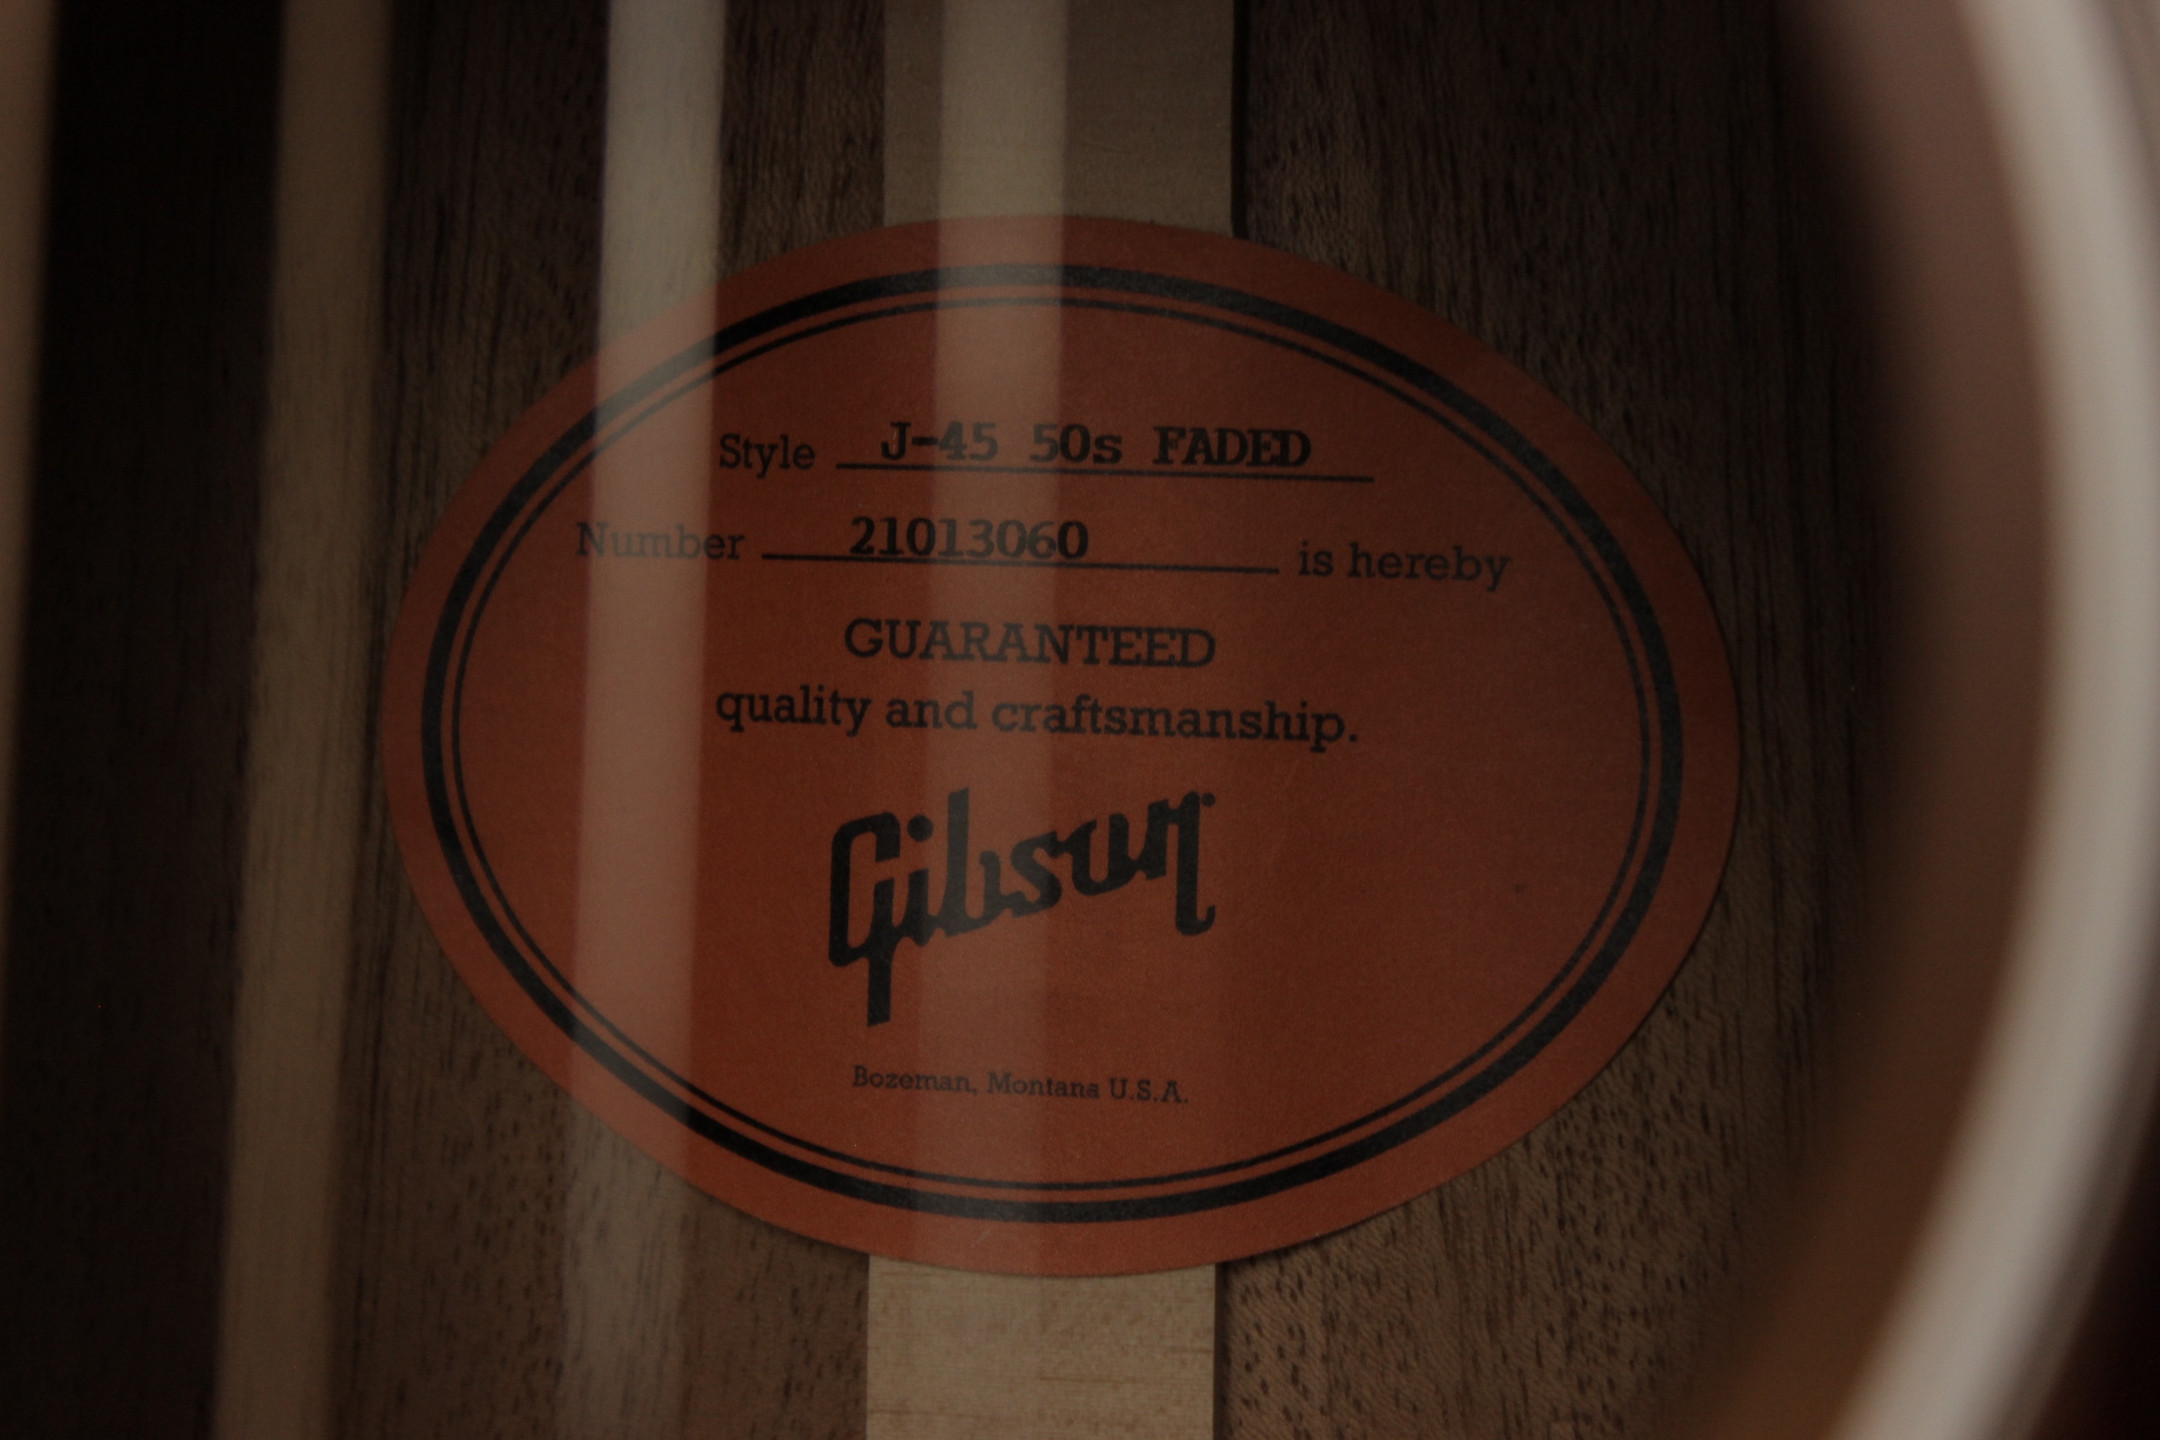 Style J-45 50s FADED
Number 21013060 is hereby
GUARANTEED
quality and craftsmanship.
Gibson
Bozeman, Montana U.S.A.